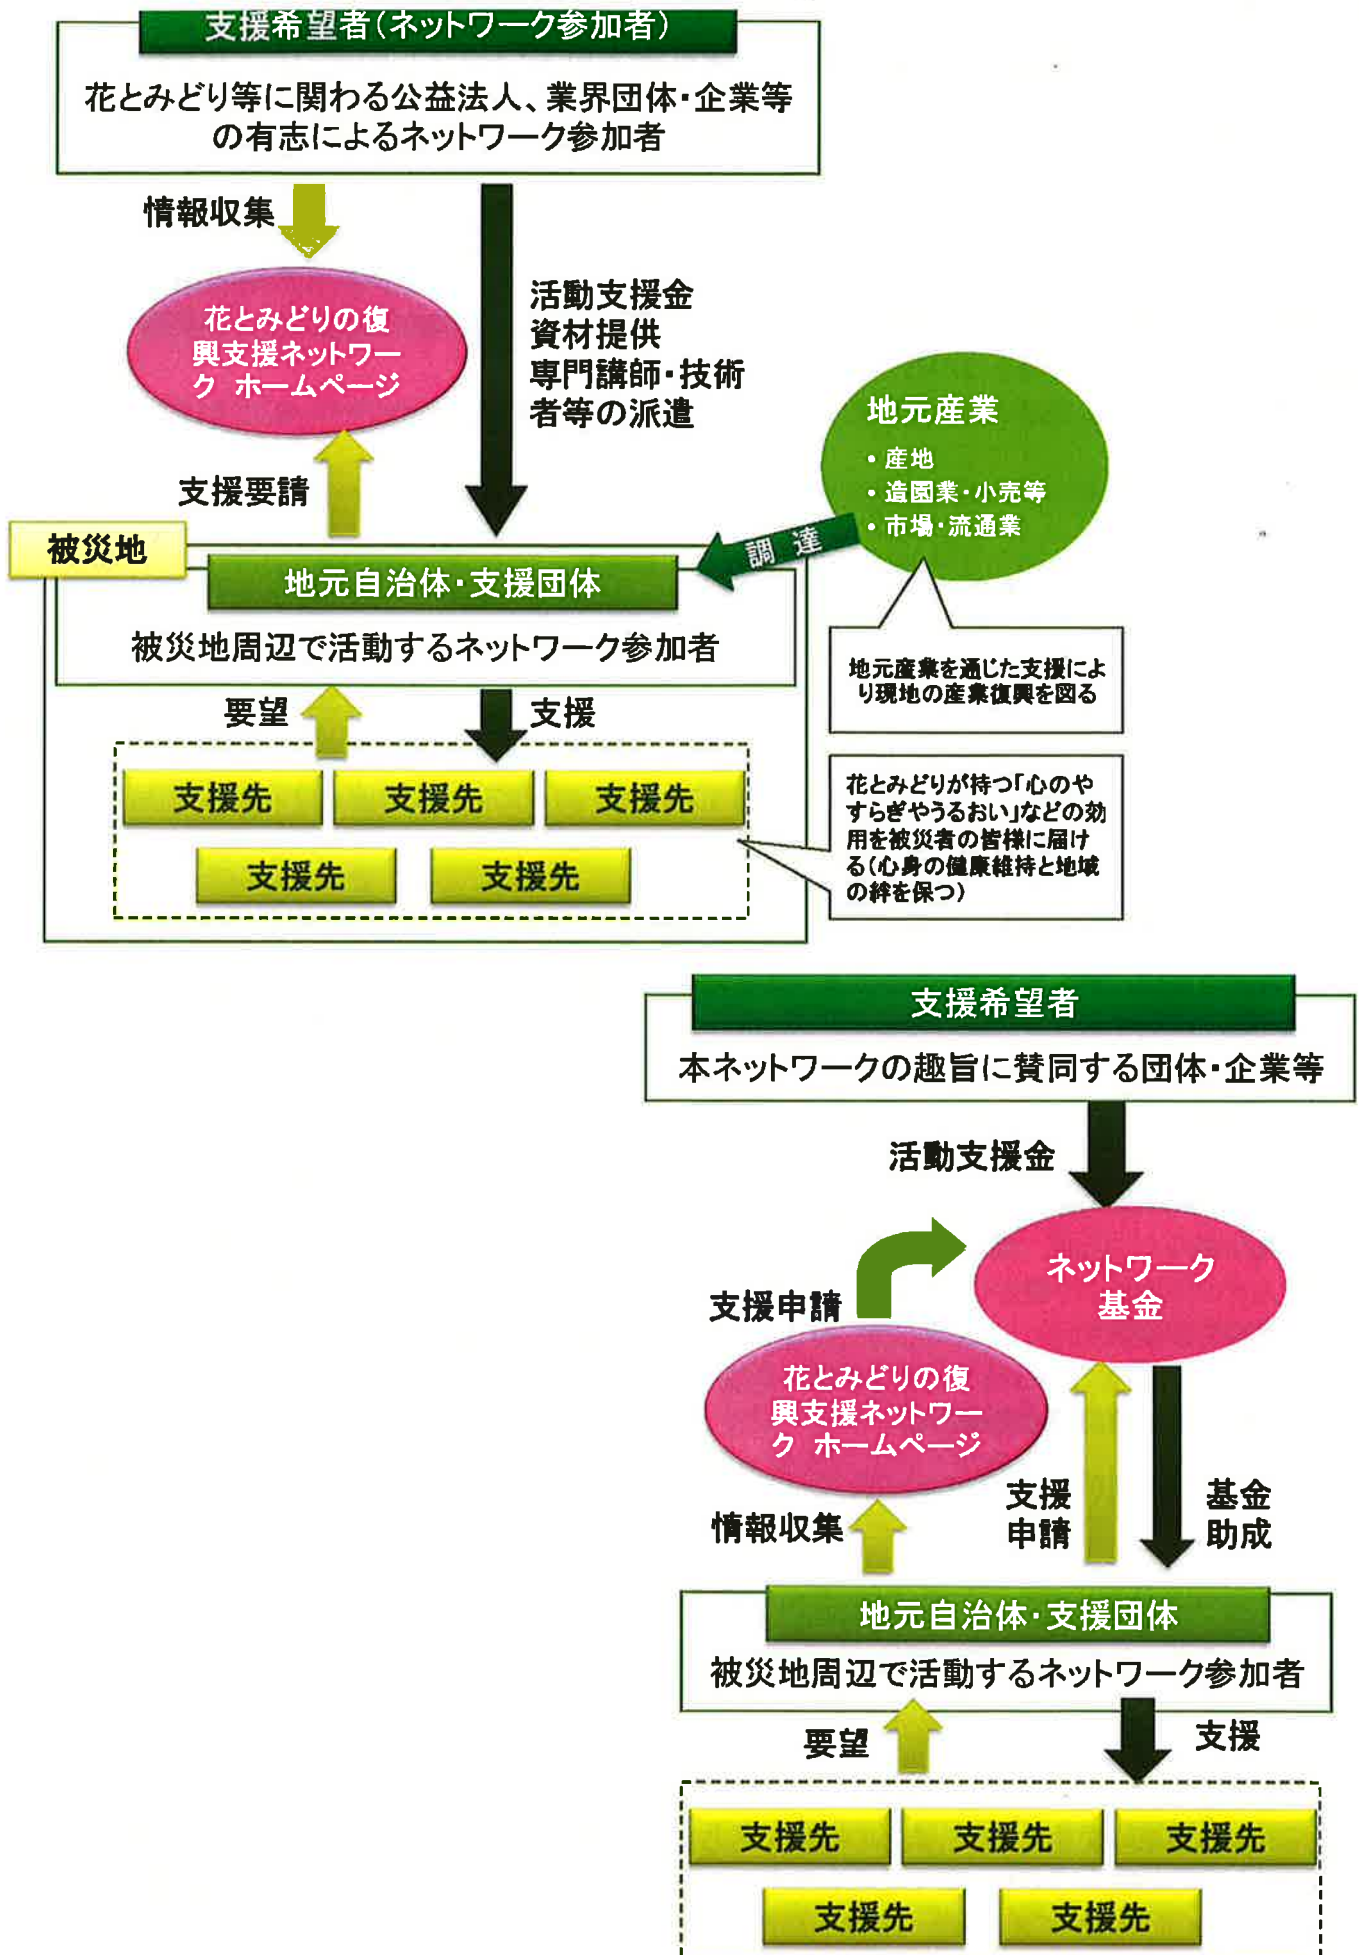 支援希望者(ネットワーク参加者)
花とみどり等に関わる公益法人、業界団体・企業等
の有志によるネットワーク参加者
情報収集
花とみどりの復
興支援ネットワー
ク ホームページ
活動支援金
資材提供
専門講師・技術
者等の派遣
支援要請
地元産業
・産地
・造園業・小売等
・市場・流通業
調達
被災地
地元自治体・支援団体
被災地周辺で活動するネットワーク参加者
地元産業を通じた支援によ
り現地の産業復興を図る
要望
支援
支援先
支援先
支援先
支援先
支援先
花とみどりが持つ「心のや
すらぎやうるおい」などの効
用を被災者の皆様に届け
る(心身の健康維持と地域
の絆を保つ)
支援希望者
本ネットワークの趣旨に賛同する団体・企業等
活動支援金
ネットワーク
基金
支援申請
花とみどりの復
興支援ネットワー
ク ホームページ
情報収集
支援
申請
基金
助成
地元自治体・支援団体
被災地周辺で活動するネットワーク参加者
要望
支援
支援先
支援先
支援先
支援先
支援先